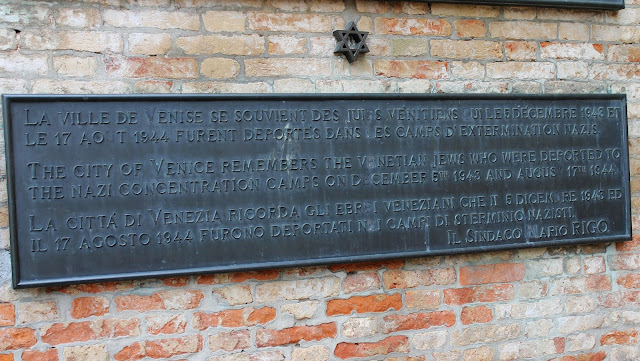 La ville de Venise se souvient des juifs vénitiens qui le 5 décembre 1943 et
le 17 août 1944 furent déportés dans les camps d'extermination nazis.
The city of Venice remembers the Venetian Jews who were deported to
the Nazi concentration camps on December 5th 1943 and August 17th 1944.
La cittá di Venezia ricorda gli ebrei veneziani che il 5 dicembre 1943 ed
il 17 agosto 1944 furono deportati nei campi di sterminio nazisti.
Il Sindaco Mario RIGO